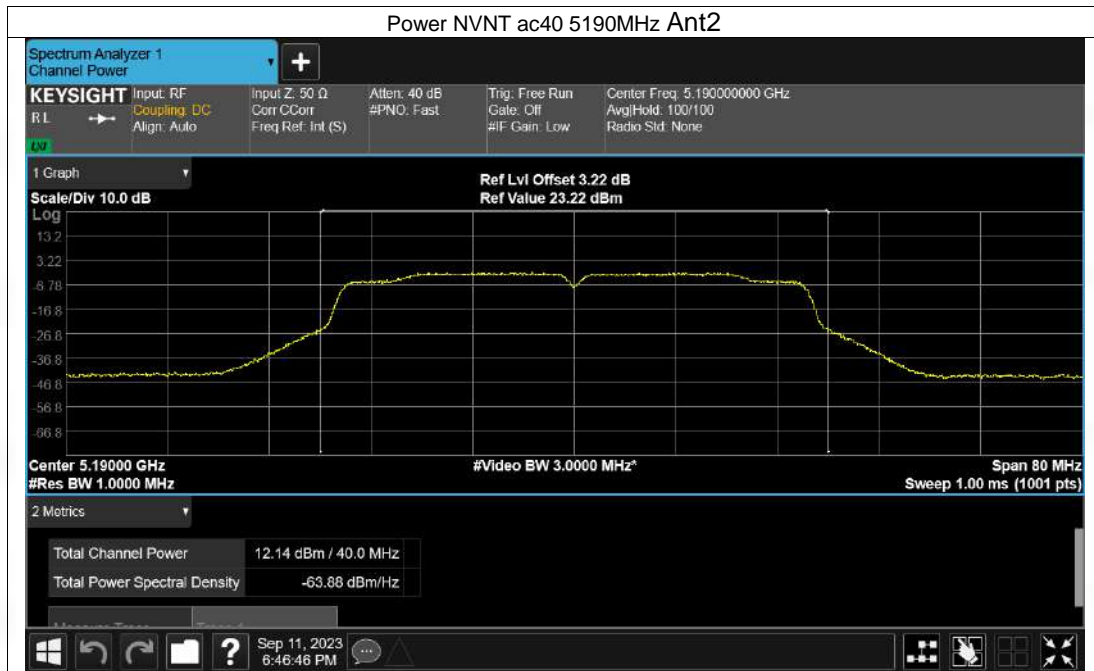 Power NVNT ac40 5190MHz Ant2
Spectrum Analyzer 1
Channel Power
KEYSIGHT
R L
LXI
Input: RF
Coupling: DC
Align: Auto
Input Z: 50 Ω
Corr CCorr
Freq Ref: Int (S)
Atten: 40 dB
#PNO: Fast
Trig: Free Run
Gate: Off
#IF Gain: Low
Center Freq: 5.190000000 GHz
Avg|Hold: 100/100
Radio Std: None
1 Graph
Scale/Div 10.0 dB
Ref Lvl Offset 3.22 dB
Ref Value 23.22 dBm
Log
13.2
3.22
-6.78
-16.8
-26.8
-36.8
-46.8
-56.8
-66.8
Center 5.19000 GHz
#Video BW 3.0000 MHz*
Span 80 MHz
#Res BW 1.0000 MHz
Sweep 1.00 ms (1001 pts)
2 Metrics
Total Channel Power 12.14 dBm / 40.0 MHz
Total Power Spectral Density -63.88 dBm/Hz
Sep 11, 2023
6:46:46 PM